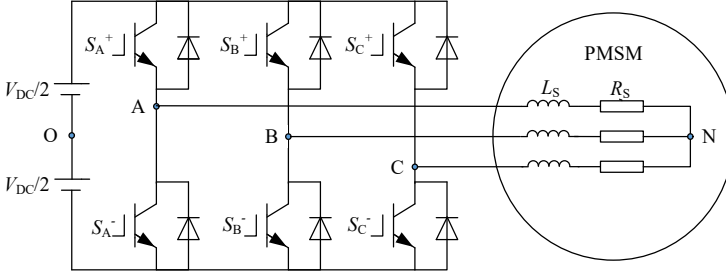 S_A^+
S_B^+
S_C^+
PMSM
V_DC/2
A
L_S
R_S
O
B
N
C
V_DC/2
S_A^-
S_B^-
S_C^-